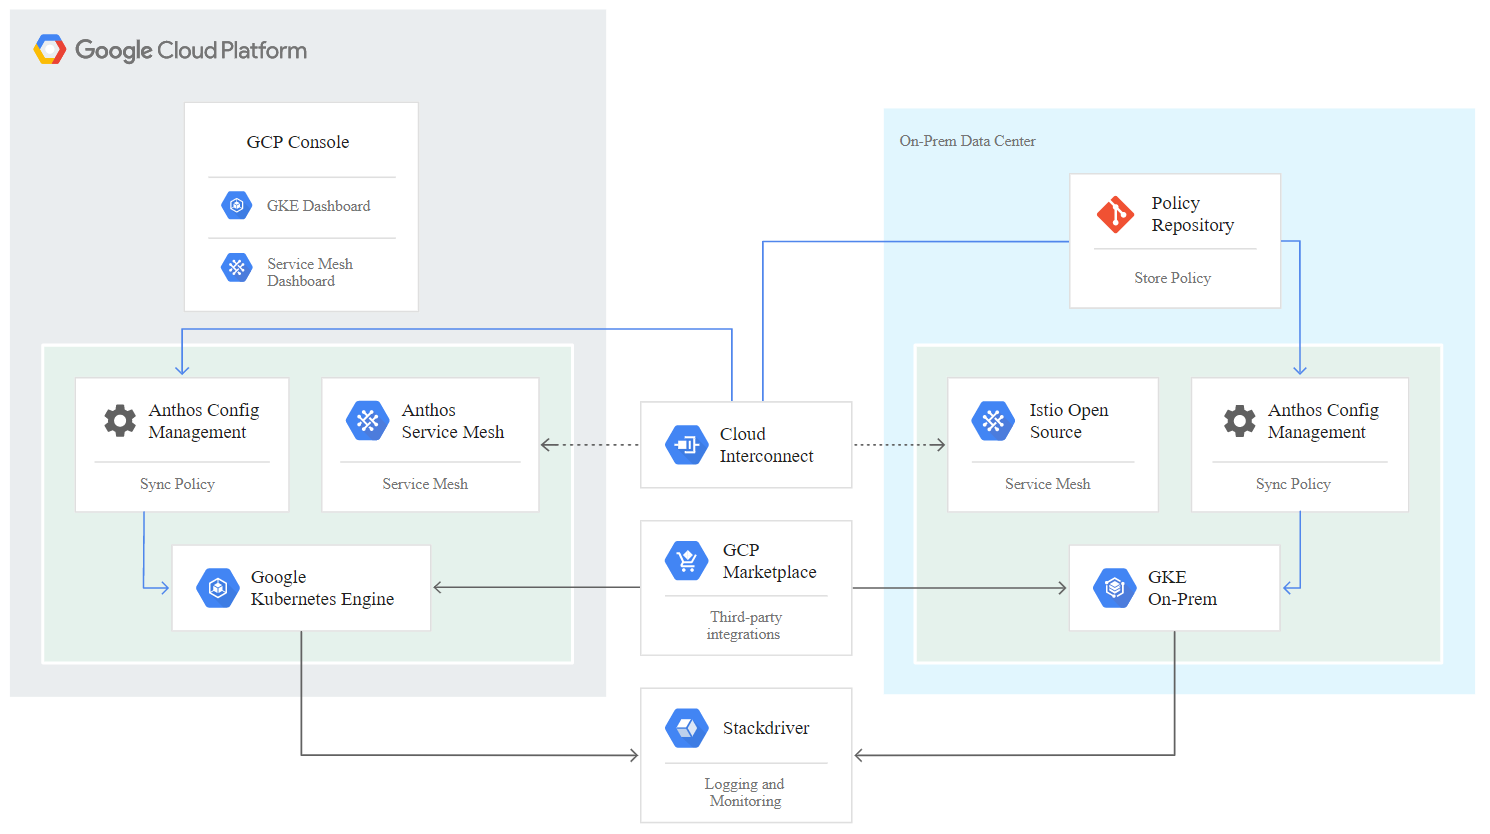 Google Cloud Platform
GCP Console
GKE Dashboard
Service Mesh
Dashboard
On-Prem Data Center
Policy
Repository
Store Policy
Anthos Config
Management
Sync Policy
Anthos
Service Mesh
Service Mesh
Cloud
Interconnect
Istio Open
Source
Service Mesh
Anthos Config
Management
Sync Policy
Google
Kubernetes Engine
GCP
Marketplace
Third-party
integrations
GKE
On-Prem
Stackdriver
Logging and
Monitoring